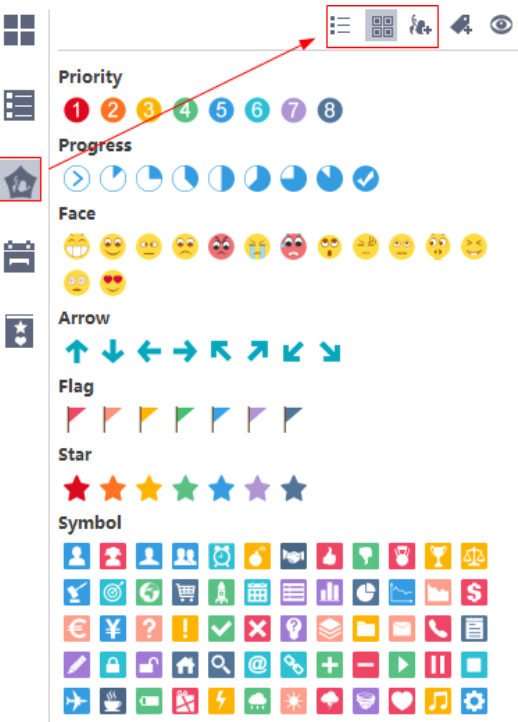 Priority
1 2 3 4 5 6 7 8
Progress
Face
Arrow
Flag
Star
Symbol
$
€ ¥ ? ! ?
@